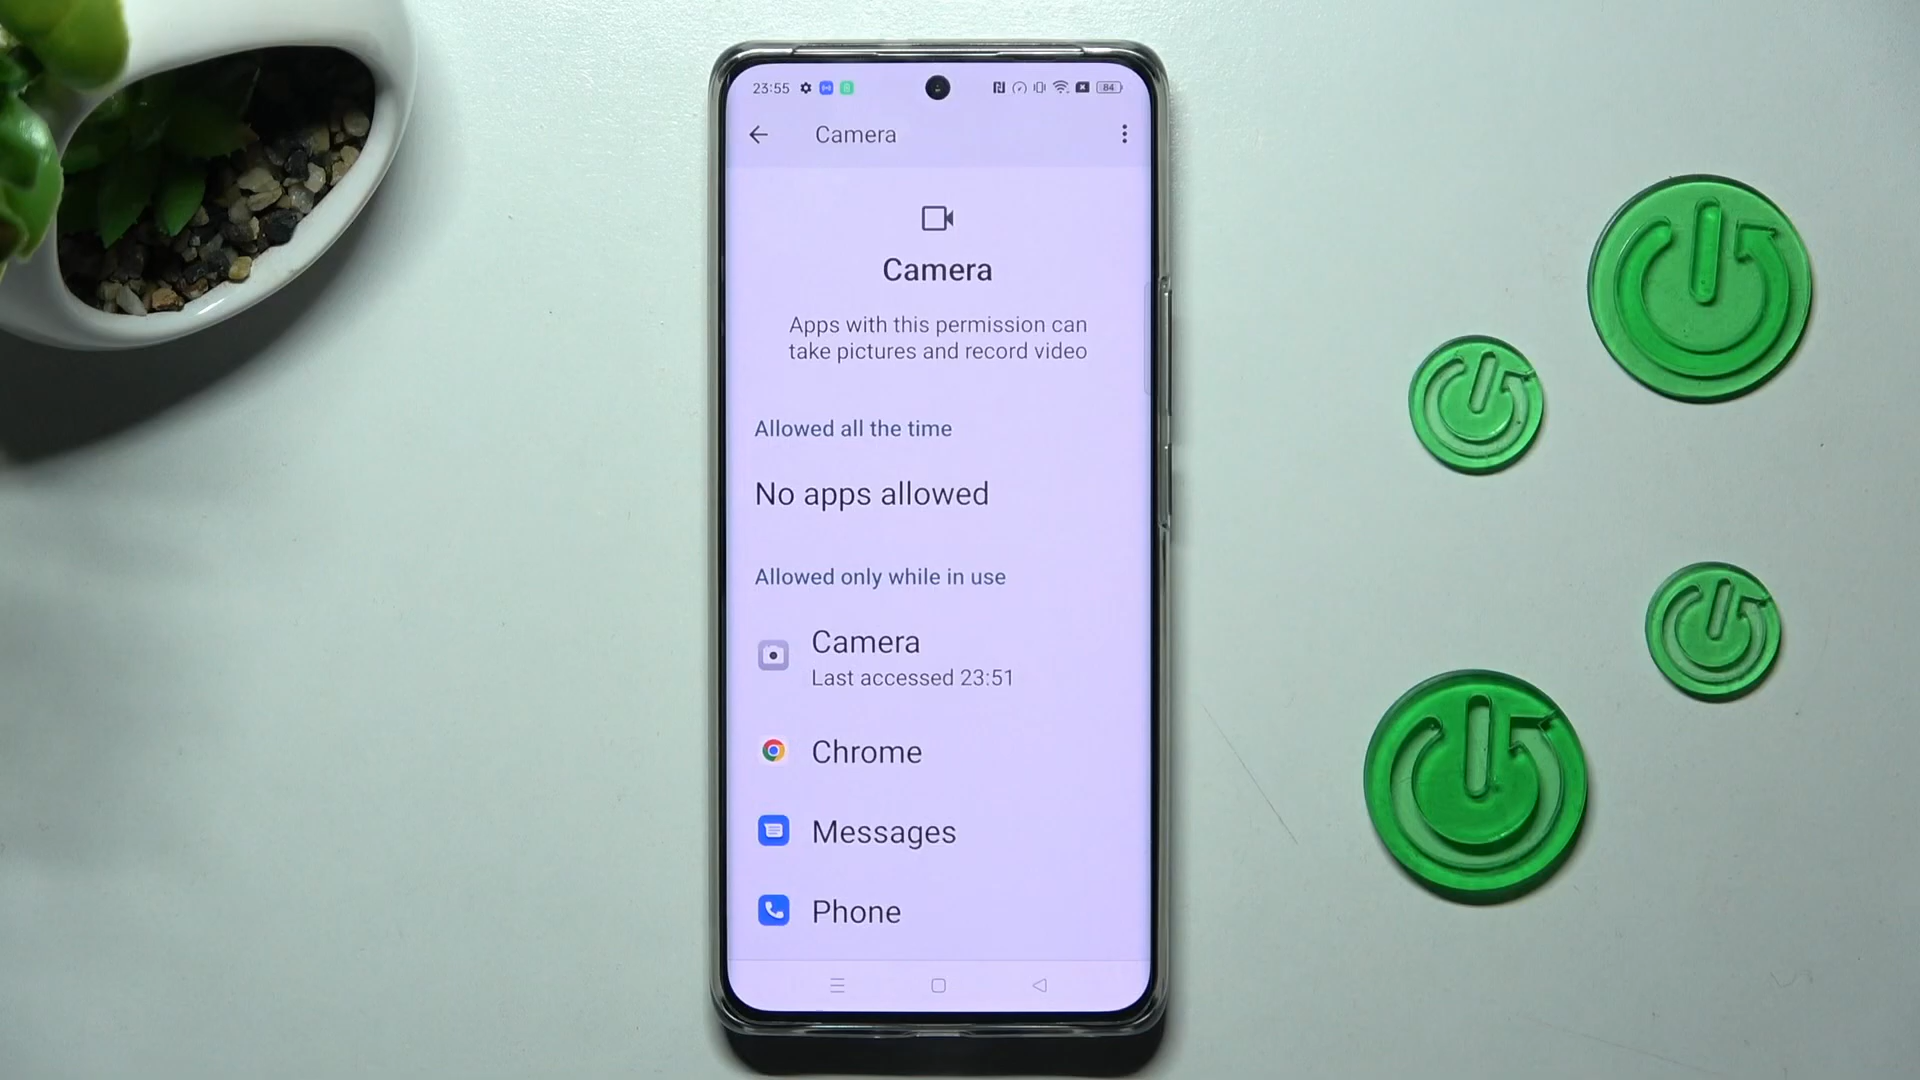 23:55
84
Camera
Camera
Apps with this permission can
take pictures and record video
Allowed all the time
No apps allowed
Allowed only while in use
Camera
Last accessed 23:51
Chrome
Messages
Phone